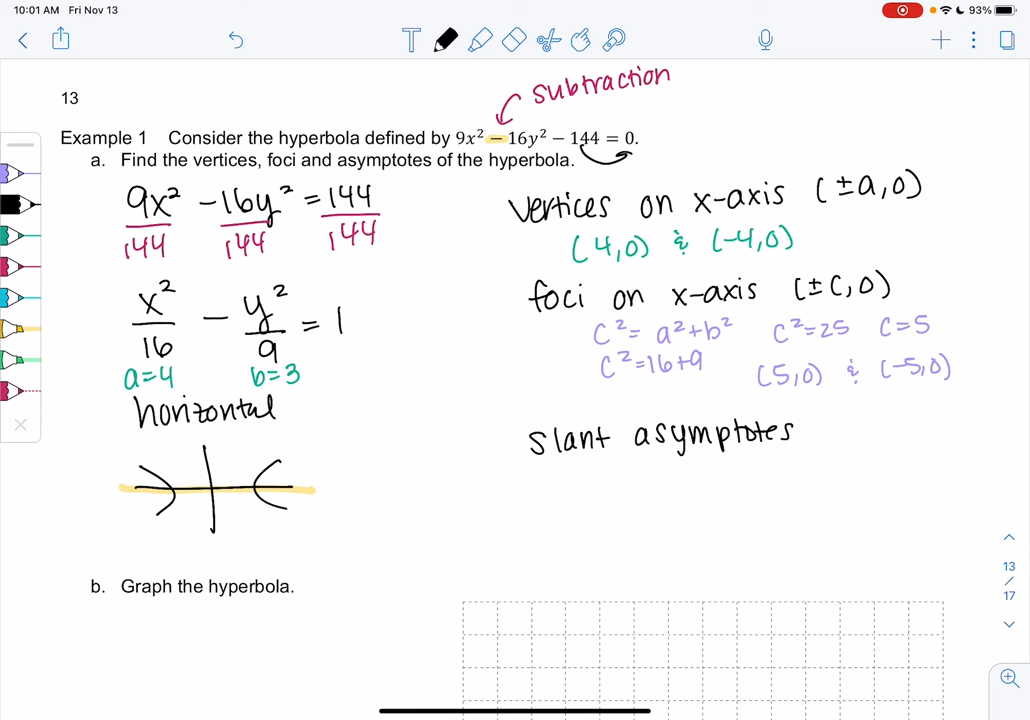 10:01 AM Fri Nov 13
93%
13
subtraction
Example 1 Consider the hyperbola defined by 9x² − 16y² − 144 = 0.
a. Find the vertices, foci and asymptotes of the hyperbola.
9x²/144 − 16y²/144 = 144/144
x²/16 − y²/9 = 1
a=4 b=3
horizontal
vertices on x-axis (±a,0)
(4,0) & (-4,0)
foci on x-axis (±c,0)
c²= a²+b² c²=25 c=5
c²=16+9 (5,0) & (-5,0)
slant asymptotes
b. Graph the hyperbola.
13
/
17